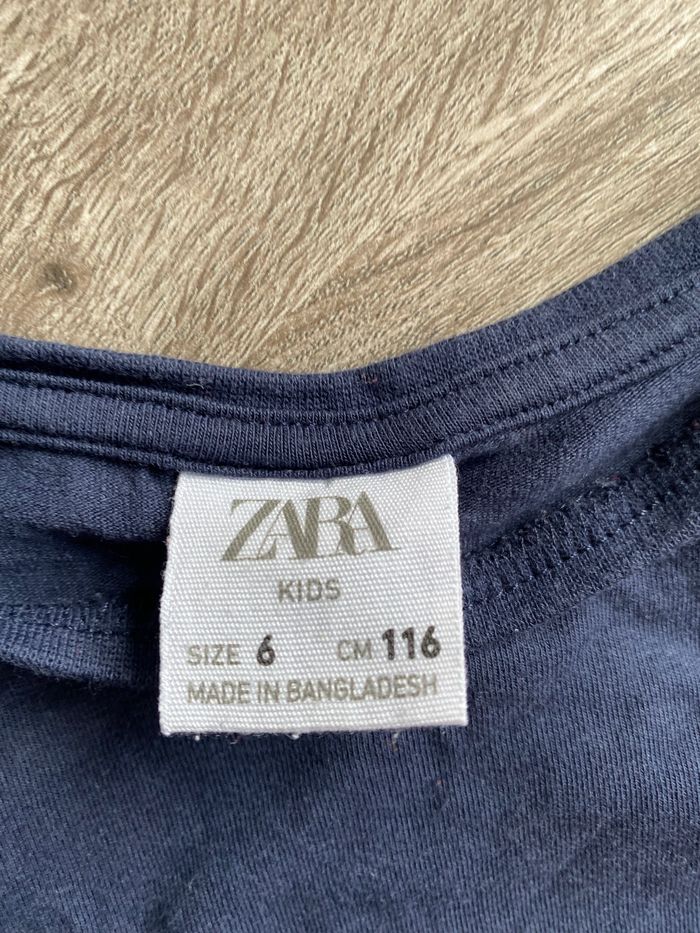 ZARA
KIDS
SIZE 6 CM 116
MADE IN BANGLADESH